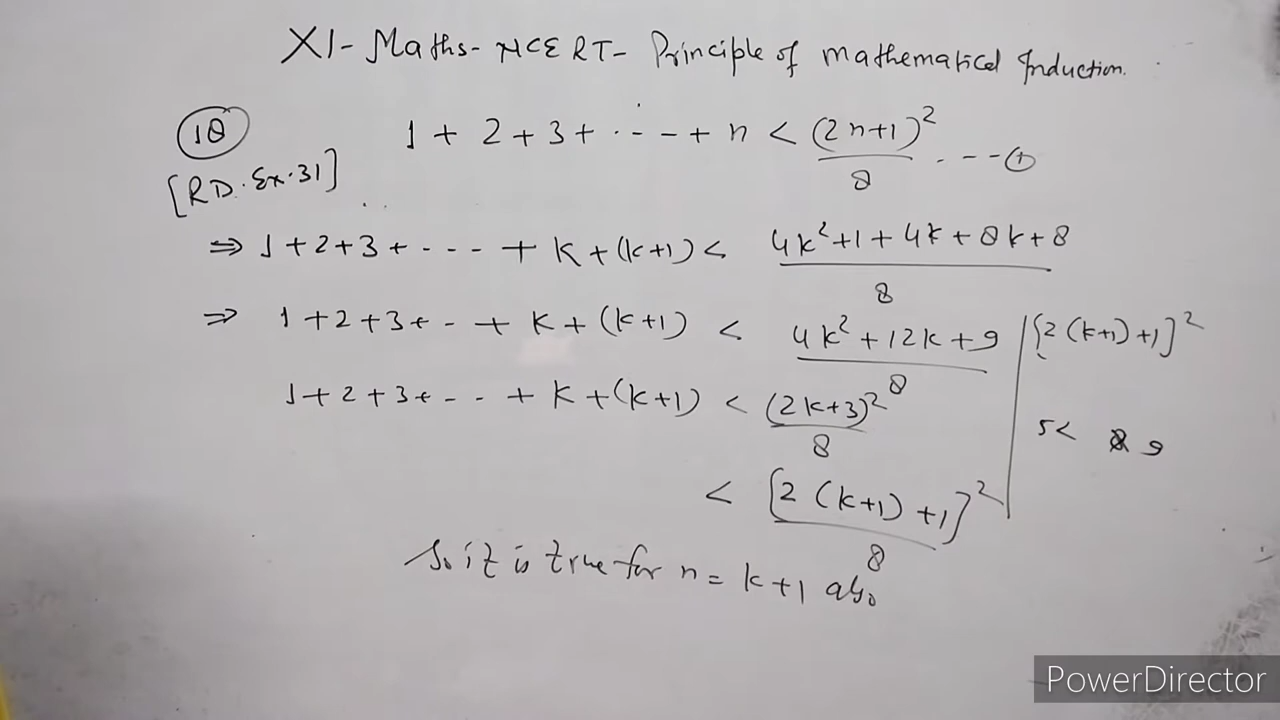 XI - Maths - NCERT - Principle of mathematical Induction.
18
1 + 2 + 3 + ..--- + n < (2n+1)²/8 . --- 1
[RD. Ex. 31]
⇒ 1 + 2 + 3 + ---- + k + (k+1) < 4k²+1+4k+8k+8/8
⇒ 1 + 2 + 3 + - + k + (k+1) < 4k²+12k+9/8 [2(k+1)+1]²
1 + 2 + 3 + - - - + k + (k+1) < (2k+3)²/8 5< 9
< [2(k+1)+1]²/8
So it is true for n = k+1 also
PowerDirector